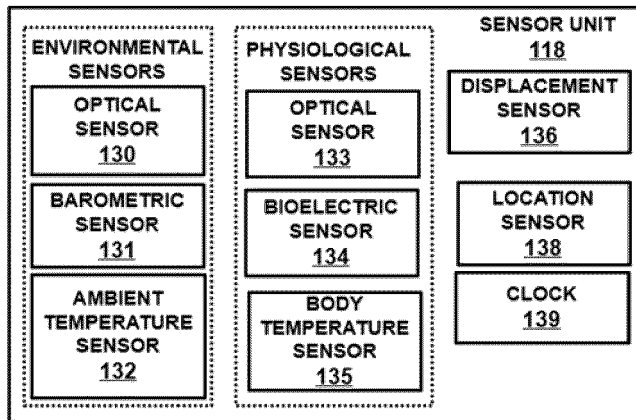 ENVIRONMENTAL
SENSORS
OPTICAL
SENSOR
130
BAROMETRIC
SENSOR
131
AMBIENT
TEMPERATURE
SENSOR
132
PHYSIOLOGICAL
SENSORS
OPTICAL
SENSOR
133
BIOELECTRIC
SENSOR
134
BODY
TEMPERATURE
SENSOR
135
SENSOR UNIT
118
DISPLACEMENT
SENSOR
136
LOCATION
SENSOR
138
CLOCK
139